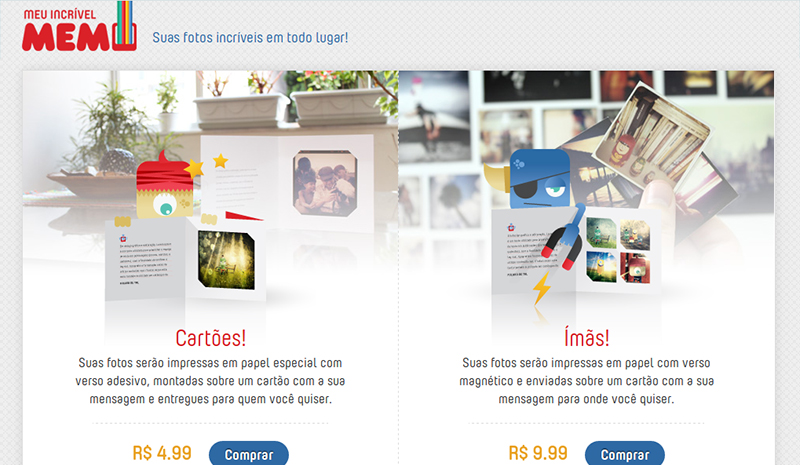 MEU INCRÍVEL
MEMU
Suas fotos incríveis em todo lugar!
Cartões!
Suas fotos serão impressas em papel especial com
verso adesivo, montadas sobre um cartão com a sua
mensagem e entregues para quem você quiser.
R$ 4.99
Comprar
Ímãs!
Suas fotos serão impressas em papel com verso
magnético e enviadas sobre um cartão com a sua
mensagem para onde você quiser.
R$ 9.99
Comprar